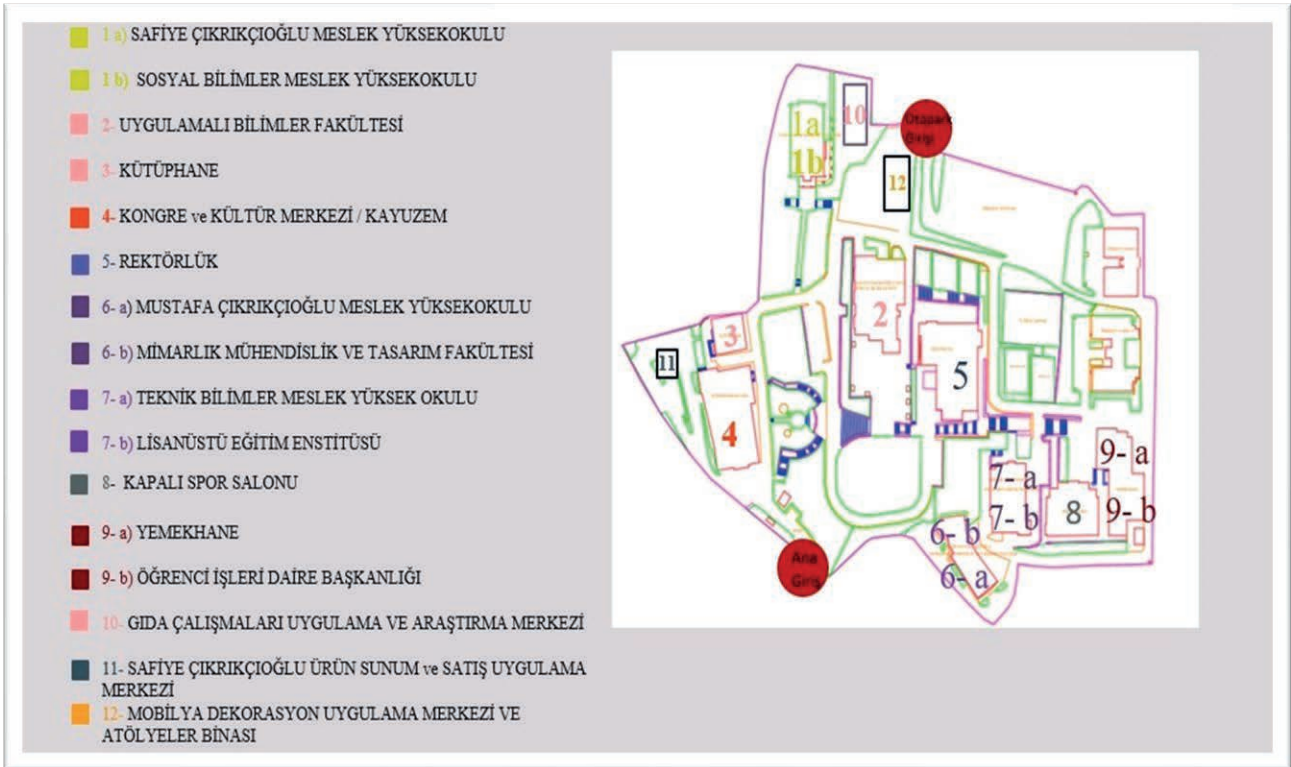 1 a) SAFİYE ÇIKRIKÇIOĞLU MESLEK YÜKSEKOKULU
1 b) SOSYAL BİLİMLER MESLEK YÜKSEKOKULU
2- UYGULAMALI BİLİMLER FAKÜLTESİ
3- KÜTÜPHANE
4- KONGRE ve KÜLTÜR MERKEZİ / KAYUZEM
5- REKTÖRLÜK
6- a) MUSTAFA ÇIKRIKÇIOĞLU MESLEK YÜKSEKOKULU
6- b) MİMARLIK MÜHENDİSLİK VE TASARIM FAKÜLTESİ
7- a) TEKNİK BİLİMLER MESLEK YÜKSEK OKULU
7- b) LİSANÜSTÜ EĞİTİM ENSTİTÜSÜ
8- KAPALI SPOR SALONU
9- a) YEMEKHANE
9- b) ÖĞRENCİ İŞLERİ DAİRE BAŞKANLIĞI
10- GIDA ÇALIŞMALARI UYGULAMA VE ARAŞTIRMA MERKEZİ
11- SAFİYE ÇIKRIKÇIOĞLU ÜRÜN SUNUM ve SATIŞ UYGULAMA
MERKEZİ
12- MOBİLYA DEKORASYON UYGULAMA MERKEZİ VE
ATÖLYELER BİNASI
1a
1b
10
Otopark
Girişi
12
2
3
11
5
4
7- a
7- b
9- a
9- b
8
6- b
6- a
Ana
Giriş